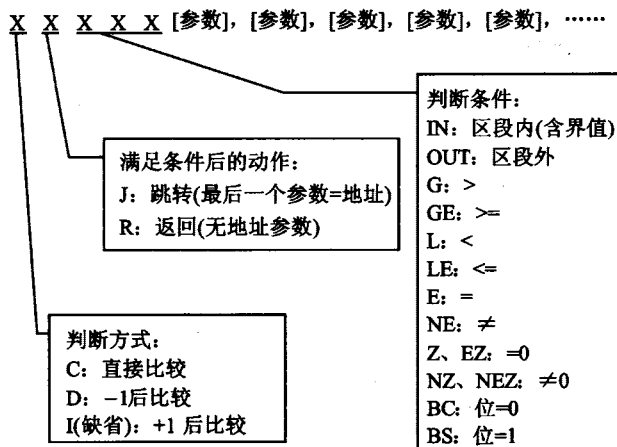 X X X X X [参数], [参数], [参数], [参数], [参数], ……
判断条件:
IN: 区段内(含界值)
OUT: 区段外
G: >
GE: >=
L: <
LE: <=
E: =
NE: ≠
Z、EZ: =0
NZ、NEZ: ≠0
BC: 位=0
BS: 位=1
满足条件后的动作:
J: 跳转(最后一个参数=地址)
R: 返回(无地址参数)
判断方式:
C: 直接比较
D: −1后比较
I(缺省): +1 后比较